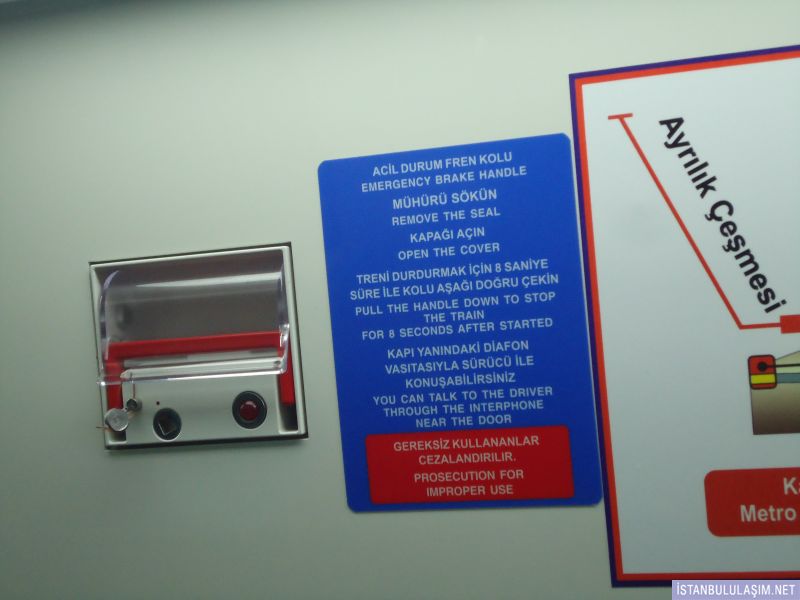 ACİL DURUM FREN KOLU
EMERGENCY BRAKE HANDLE
MÜHÜRÜ SÖKÜN
REMOVE THE SEAL
KAPAĞI AÇIN
OPEN THE COVER
TRENİ DURDURMAK İÇİN 8 SANİYE
SÜRE İLE KOLU AŞAĞI DOĞRU ÇEKİN
PULL THE HANDLE DOWN TO STOP
THE TRAIN
FOR 8 SECONDS AFTER STARTED
KAPI YANINDAKİ DİAFON
VASITASIYLA SÜRÜCÜ İLE
KONUŞABİLİRSİNİZ
YOU CAN TALK TO THE DRIVER
THROUGH THE INTERPHONE
NEAR THE DOOR
GEREKSİZ KULLANANLAR
CEZALANDIRILIR.
PROSECUTION FOR
IMPROPER USE
Ayrılık Çeşmesi
Metro
İSTANBULULAŞIM.NET